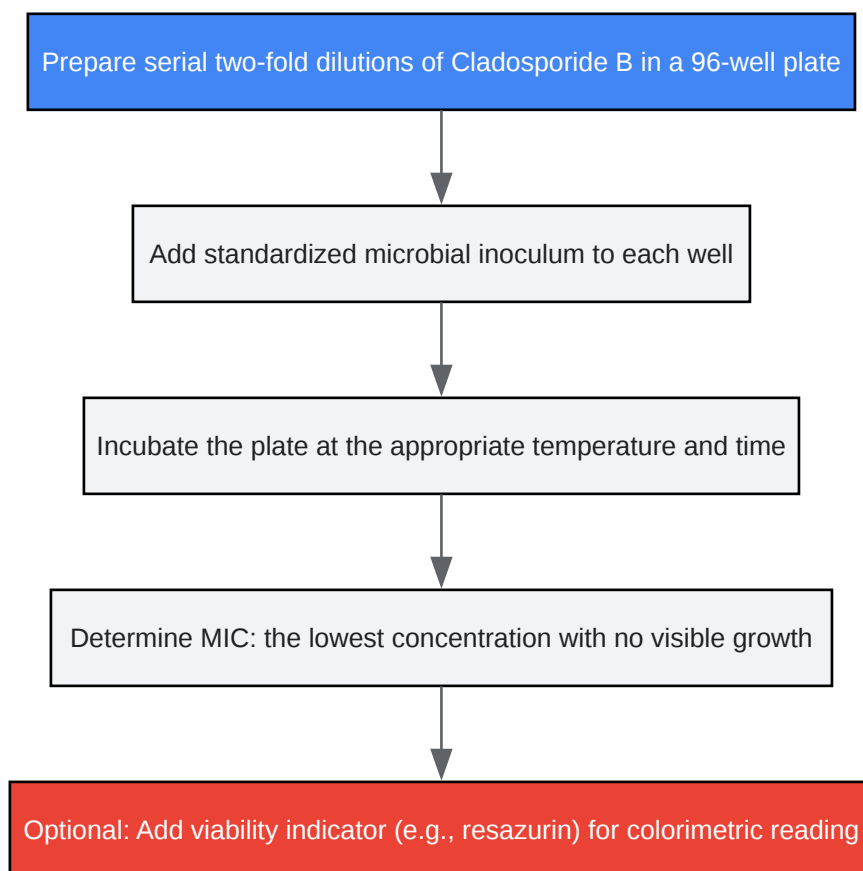 Prepare serial two-fold dilutions of Cladosporide B in a 96-well plate
Add standardized microbial inoculum to each well
Incubate the plate at the appropriate temperature and time
Determine MIC: the lowest concentration with no visible growth
Optional: Add viability indicator (e.g., resazurin) for colorimetric reading